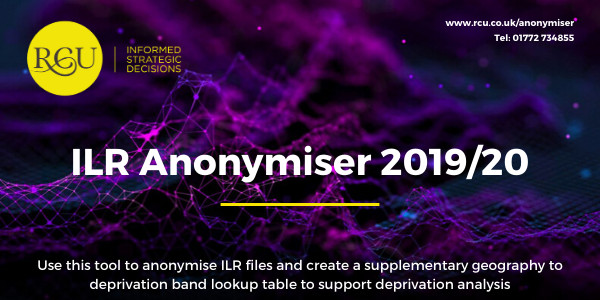 www.rcu.co.uk/anonymiser
Tel: 01772 734855
RCU
INFORMED
STRATEGIC
DECISIONS
ILR Anonymiser 2019/20
Use this tool to anonymise ILR files and create a supplementary geography to
deprivation band lookup table to support deprivation analysis